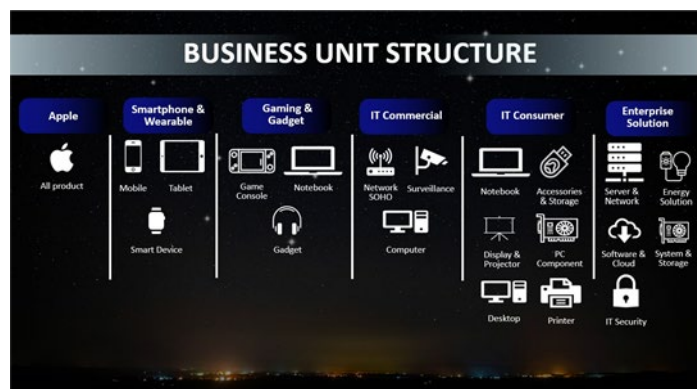 BUSINESS UNIT STRUCTURE
Apple
All product
Smartphone &
Wearable
Mobile
Tablet
Smart Device
Gaming &
Gadget
Game
Console
Notebook
Gadget
IT Commercial
Network
SOHO
Surveillance
Computer
IT Consumer
Notebook
Accessories
& Storage
Display &
Projector
PC
Component
Desktop
Printer
Enterprise
Solution
Server &
Network
Energy
Solution
Software &
Cloud
System &
Storage
IT Security